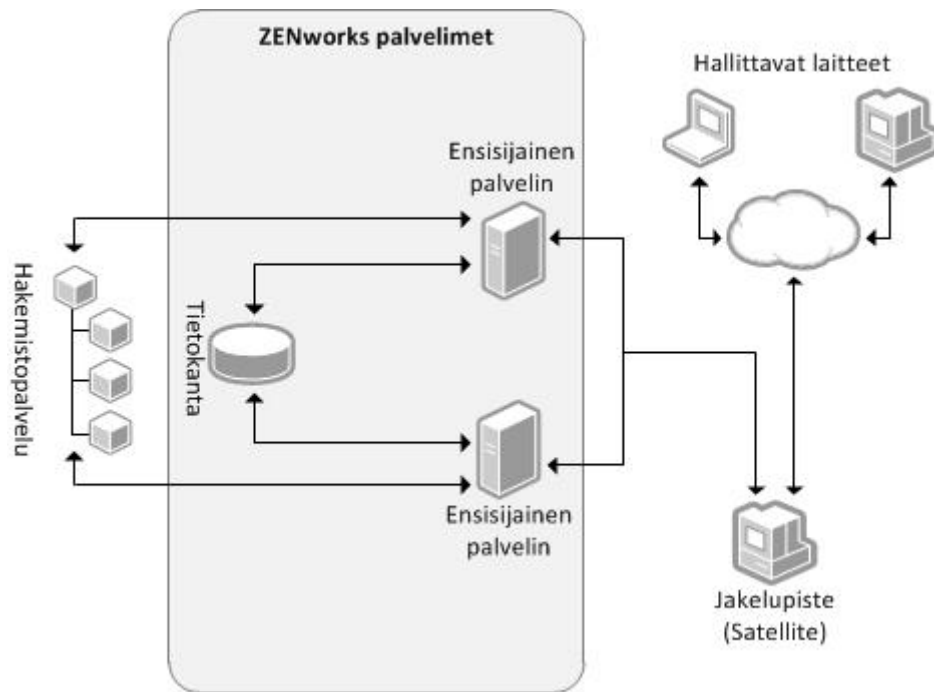 ZENworks palvelimet
Hallittavat laitteet
Ensisijainen
palvelin
Hakemistopalvelu
Tietokanta
Ensisijainen
palvelin
Jakelupiste
(Satellite)